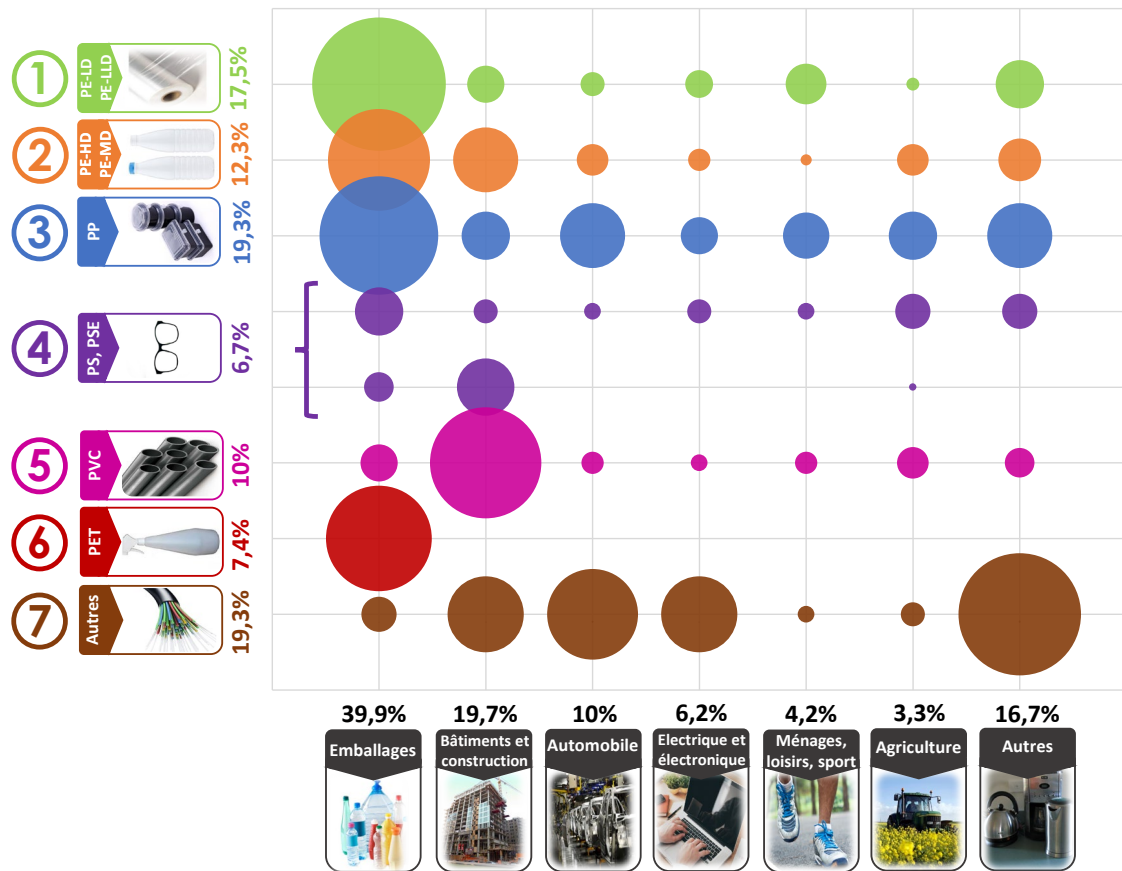 1
PE-LD
PE-LLD
17,5%
2
PE-HD
PE-MD
12,3%
3
PP
19,3%
4
PS, PSE
6,7%
5
PVC
10%
6
PET
7,4%
7
Autres
19,3%
39,9%
19,7%
10%
6,2%
4,2%
3,3%
16,7%
Emballages
Bâtiments et
construction
Automobile
Electrique et
électronique
Ménages,
loisirs, sport
Agriculture
Autres